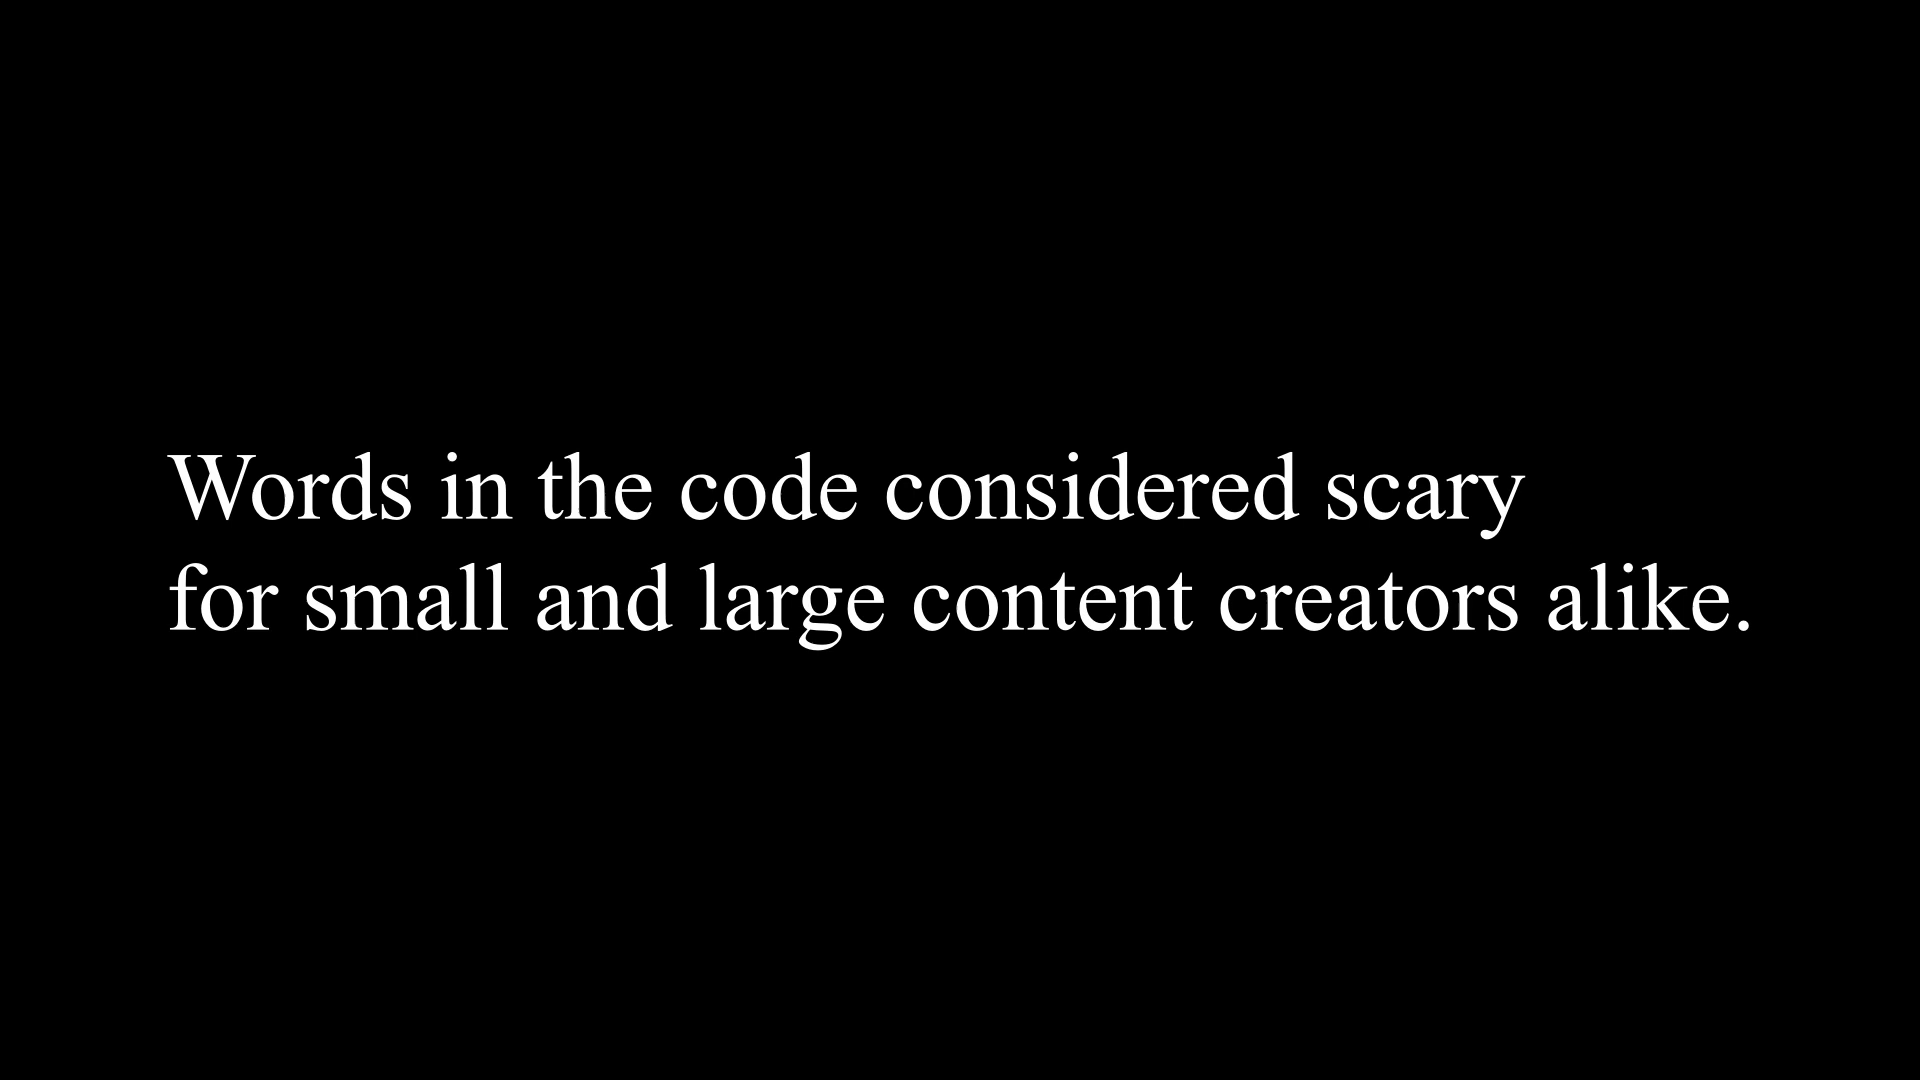 Words in the code considered scary
for small and large content creators alike.